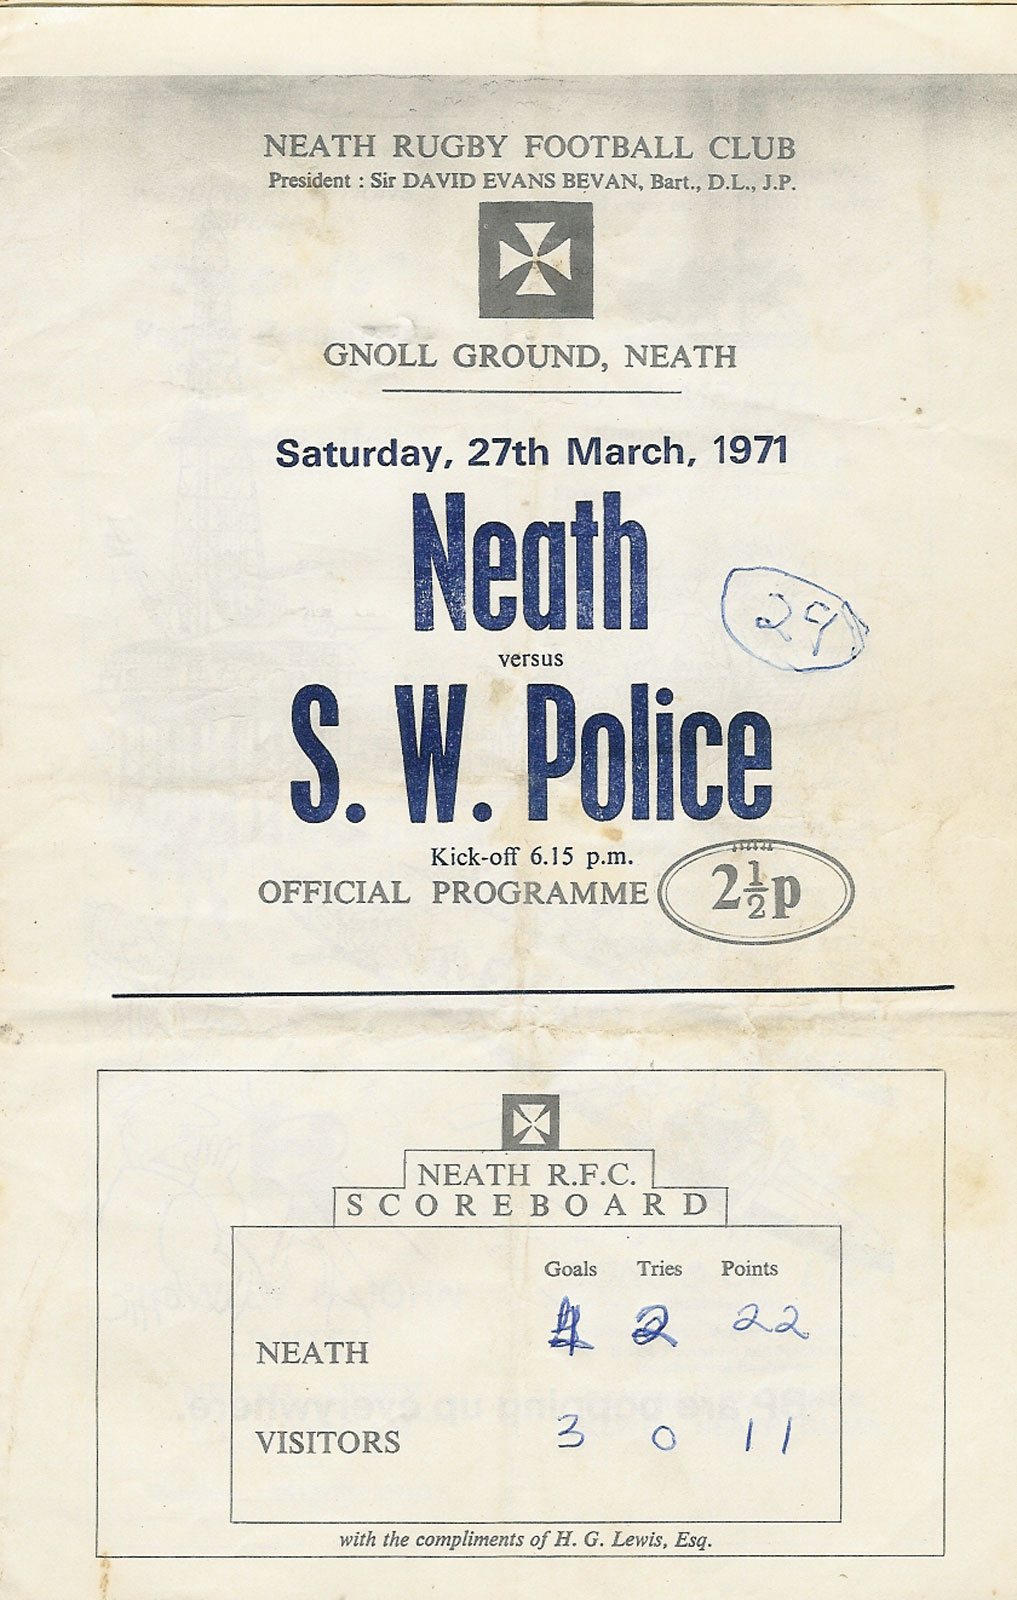 NEATH RUGBY FOOTBALL CLUB
President : Sir DAVID EVANS BEVAN, Bart., D.L., J.P.
GNOLL GROUND, NEATH
Saturday, 27th March, 1971
Neath
29
versus
S. W. Police
Kick-off 6.15 p.m.
OFFICIAL PROGRAMME 2½p
NEATH R.F.C.
SCOREBOARD
Goals Tries Points
NEATH 2 22
VISITORS 3 0 11
with the compliments of H. G. Lewis, Esq.